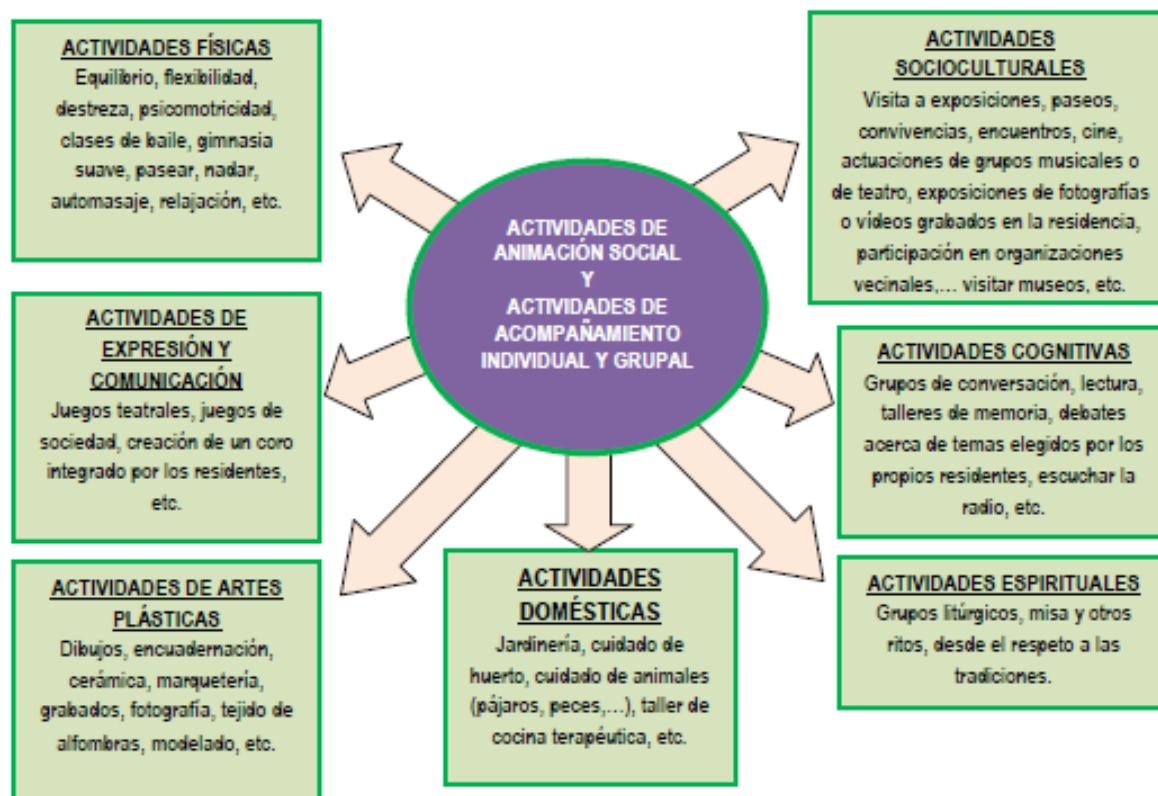 ACTIVIDADES FÍSICAS
Equilibrio, flexibilidad,
destreza, psicomotricidad,
clases de baile, gimnasia
suave, pasear, nadar,
automasaje, relajación, etc.
ACTIVIDADES DE
EXPRESIÓN Y
COMUNICACIÓN
Juegos teatrales, juegos de
sociedad, creación de un coro
integrado por los residentes,
etc.
ACTIVIDADES DE ARTES
PLÁSTICAS
Dibujos, encuadernación,
cerámica, marquetería,
grabados, fotografía, tejido de
alfombras, modelado, etc.
ACTIVIDADES DE
ANIMACIÓN SOCIAL
Y
ACTIVIDADES DE
ACOMPAÑAMIENTO
INDIVIDUAL Y GRUPAL
ACTIVIDADES
DOMÉSTICAS
Jardinería, cuidado de
huerto, cuidado de animales
(pájaros, peces,...), taller de
cocina terapéutica, etc.
ACTIVIDADES
SOCIOCULTURALES
Visita a exposiciones, paseos,
convivencias, encuentros, cine,
actuaciones de grupos musicales o
de teatro, exposiciones de fotografías
o vídeos grabados en la residencia,
participación en organizaciones
vecinales,... visitar museos, etc.
ACTIVIDADES COGNITIVAS
Grupos de conversación, lectura,
talleres de memoria, debates
acerca de temas elegidos por los
propios residentes, escuchar la
radio, etc.
ACTIVIDADES ESPIRITUALES
Grupos litúrgicos, misa y otros
ritos, desde el respeto a las
tradiciones.